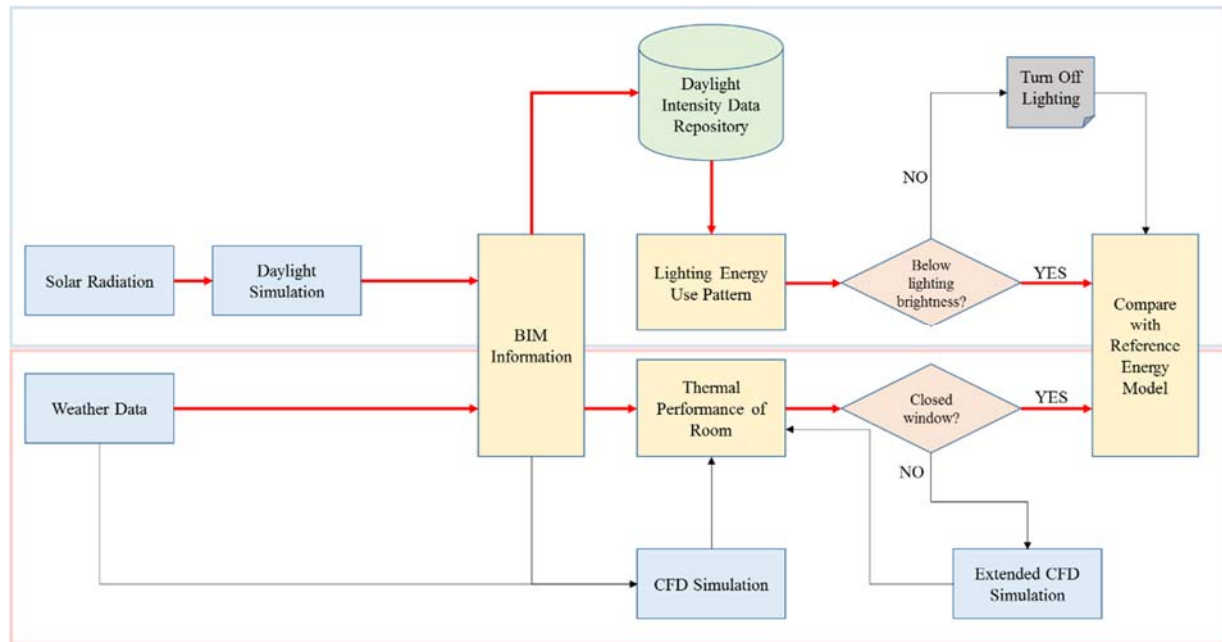 Daylight
Intensity Data
Repository
Turn Off
Lighting
NO
Solar Radiation
Daylight
Simulation
BIM
Information
Lighting Energy
Use Pattern
Below
lighting
brightness?
YES
Compare
with
Reference
Energy
Model
Weather Data
Thermal
Performance of
Room
Closed
window?
YES
NO
CFD Simulation
Extended CFD
Simulation